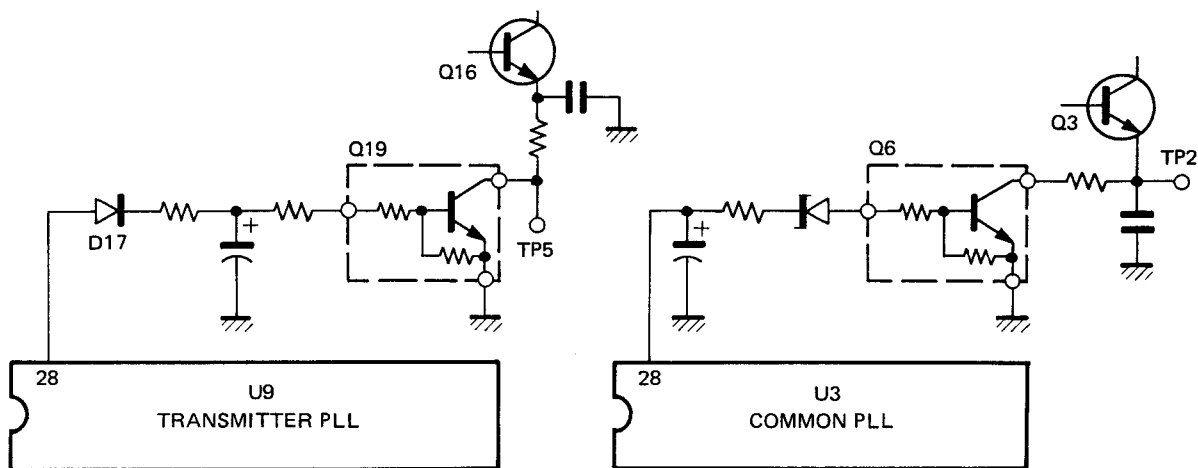 Q16
Q3
Q19
Q6
TP2
+
+
D17
TP5
28
28
U9
TRANSMITTER PLL
U3
COMMON PLL